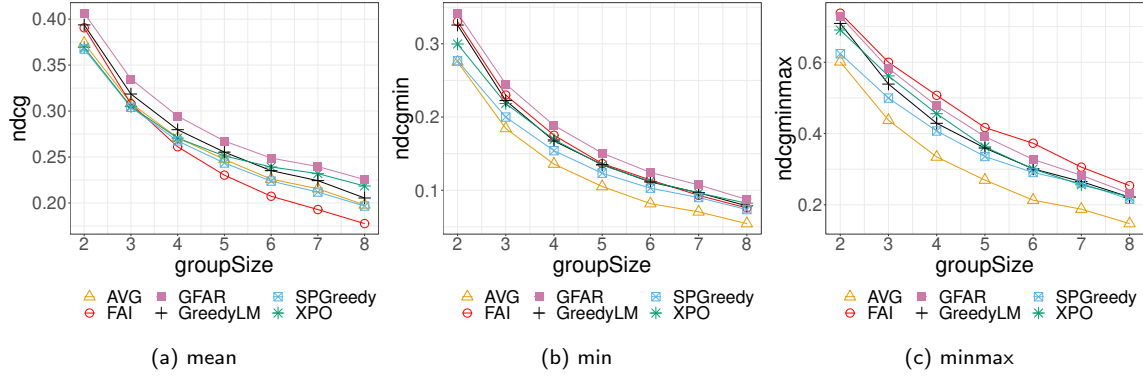 ndcg
0.40
0.35
0.30
0.25
0.20
2 3 4 5 6 7 8
groupSize
AVG GFAR SPGreedy
FAI GreedyLM XPO
(a) mean
ndcgmin
0.3
0.2
0.1
2 3 4 5 6 7 8
groupSize
AVG GFAR SPGreedy
FAI GreedyLM XPO
(b) min
ndcgminmax
0.6
0.4
0.2
2 3 4 5 6 7 8
groupSize
AVG GFAR SPGreedy
FAI GreedyLM XPO
(c) minmax